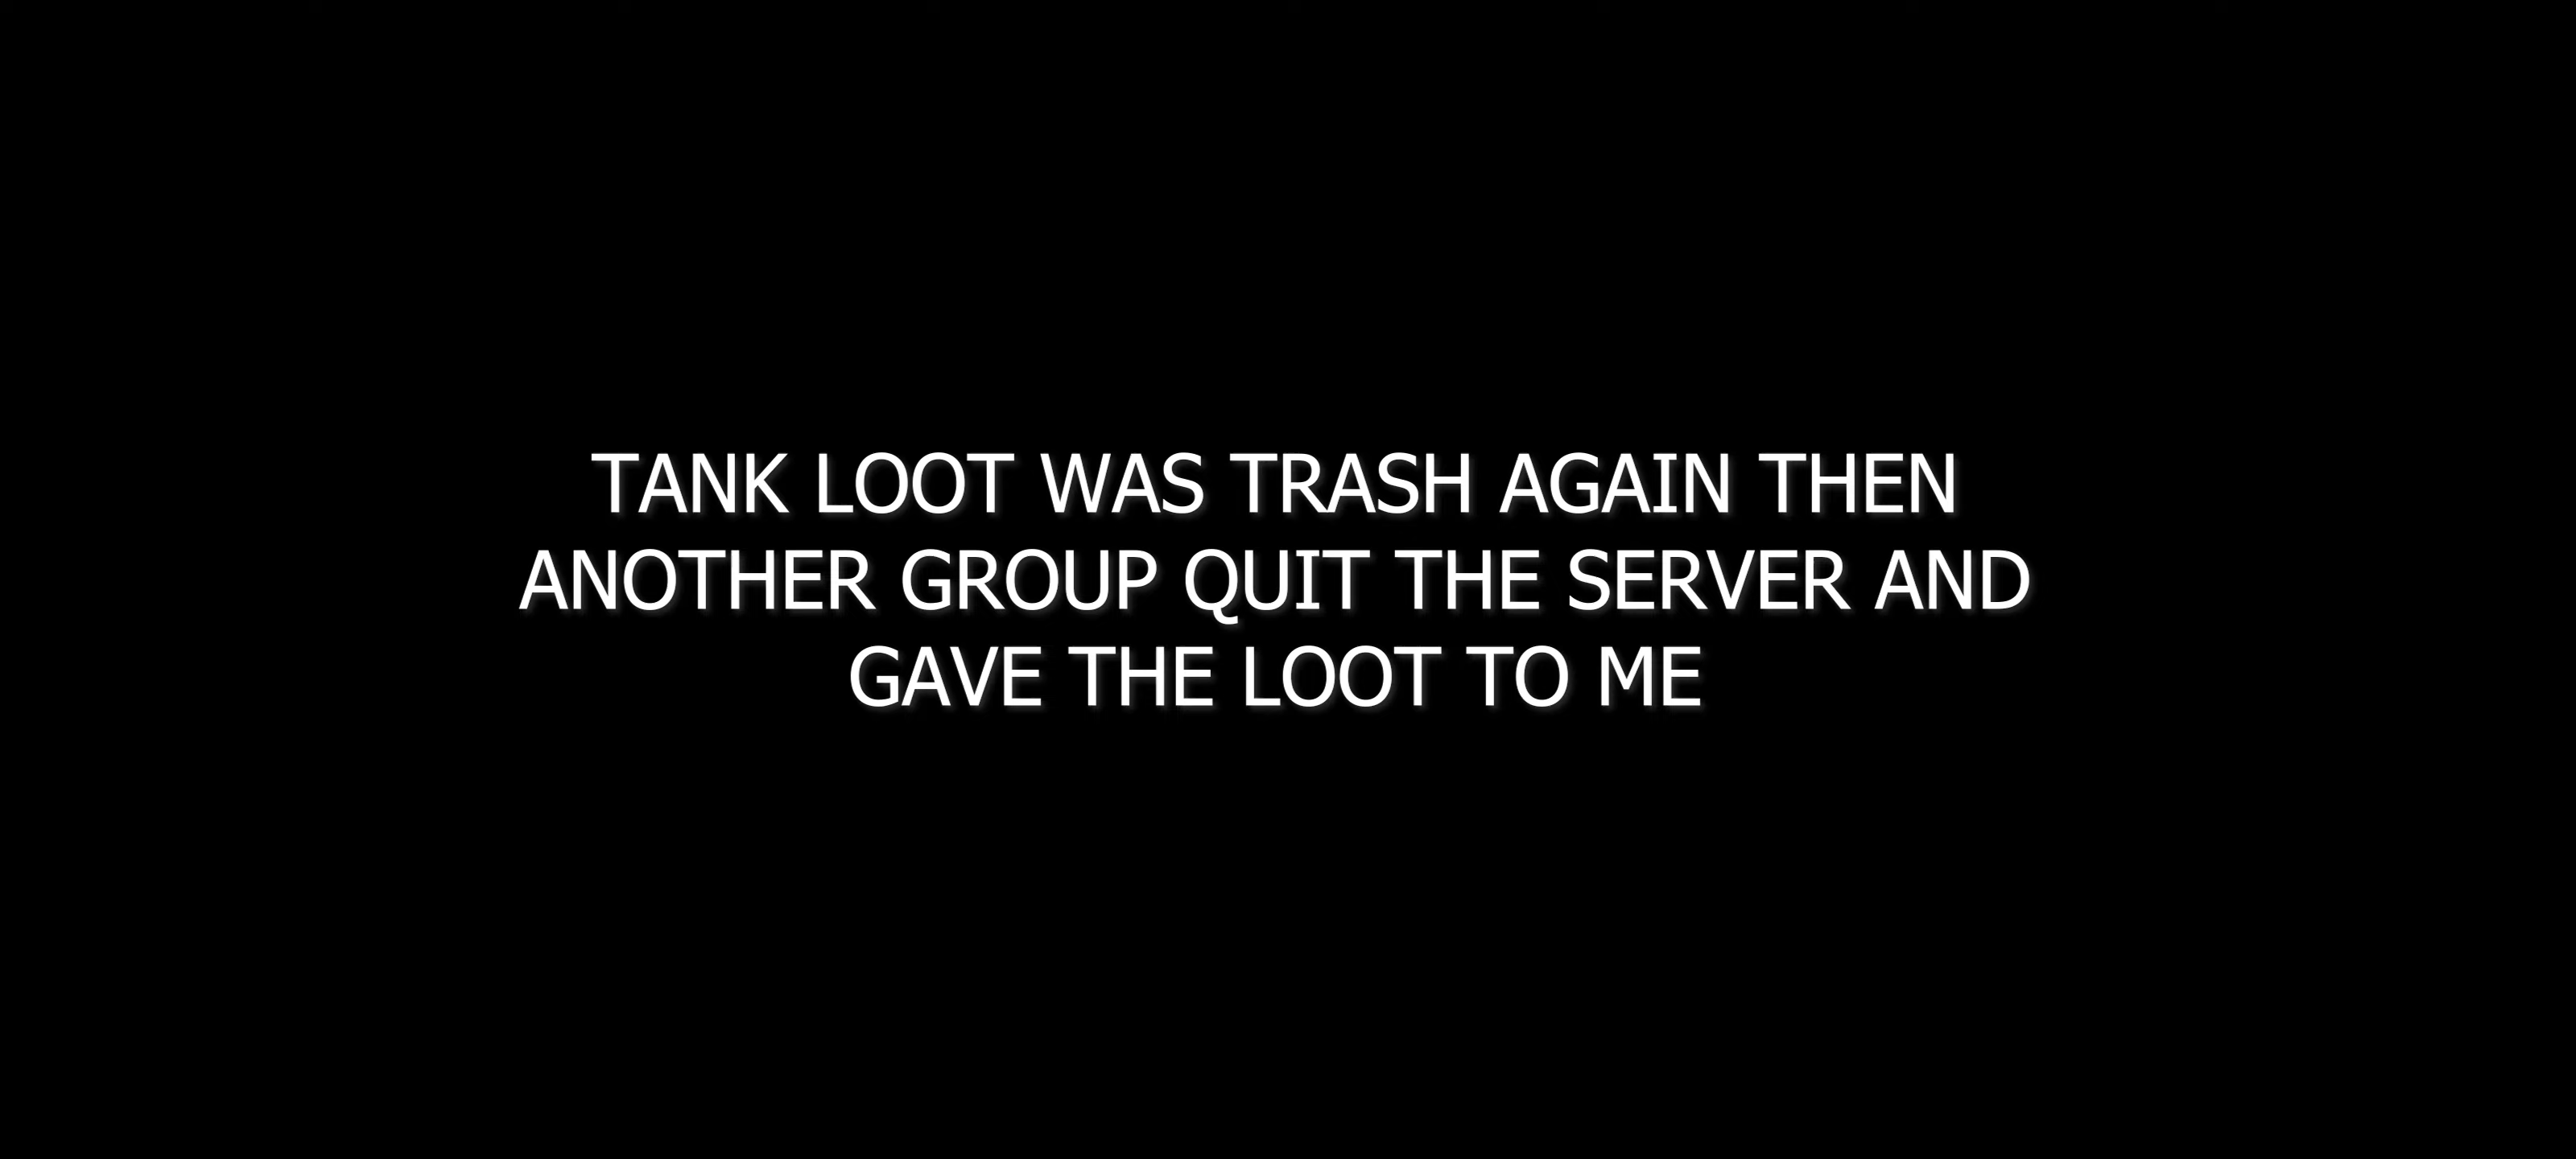 TANK LOOT WAS TRASH AGAIN THEN
ANOTHER GROUP QUIT THE SERVER AND
GAVE THE LOOT TO ME